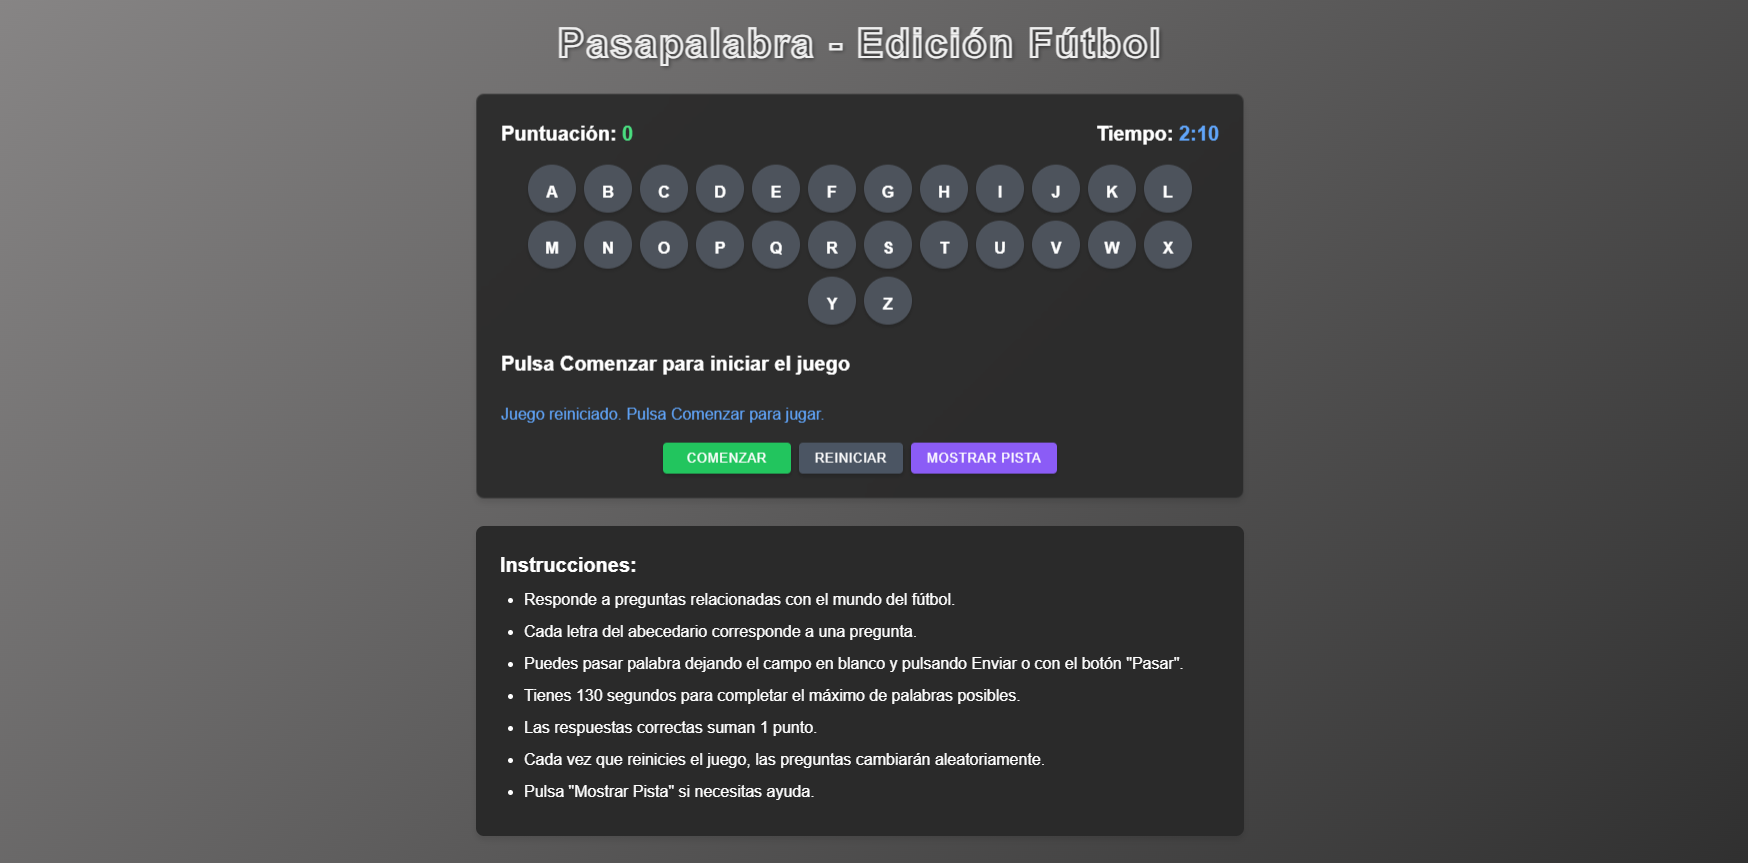 Pasapalabra - Edición Fútbol
Puntuación: 0 Tiempo: 2:10
A B C D E F G H I J K L
M N O P Q R S T U V W X
Y Z
Pulsa Comenzar para iniciar el juego
Juego reiniciado. Pulsa Comenzar para jugar.
COMENZAR REINICIAR MOSTRAR PISTA
Instrucciones:
• Responde a preguntas relacionadas con el mundo del fútbol.
• Cada letra del abecedario corresponde a una pregunta.
• Puedes pasar palabra dejando el campo en blanco y pulsando Enviar o con el botón "Pasar".
• Tienes 130 segundos para completar el máximo de palabras posibles.
• Las respuestas correctas suman 1 punto.
• Cada vez que reinicies el juego, las preguntas cambiarán aleatoriamente.
• Pulsa "Mostrar Pista" si necesitas ayuda.